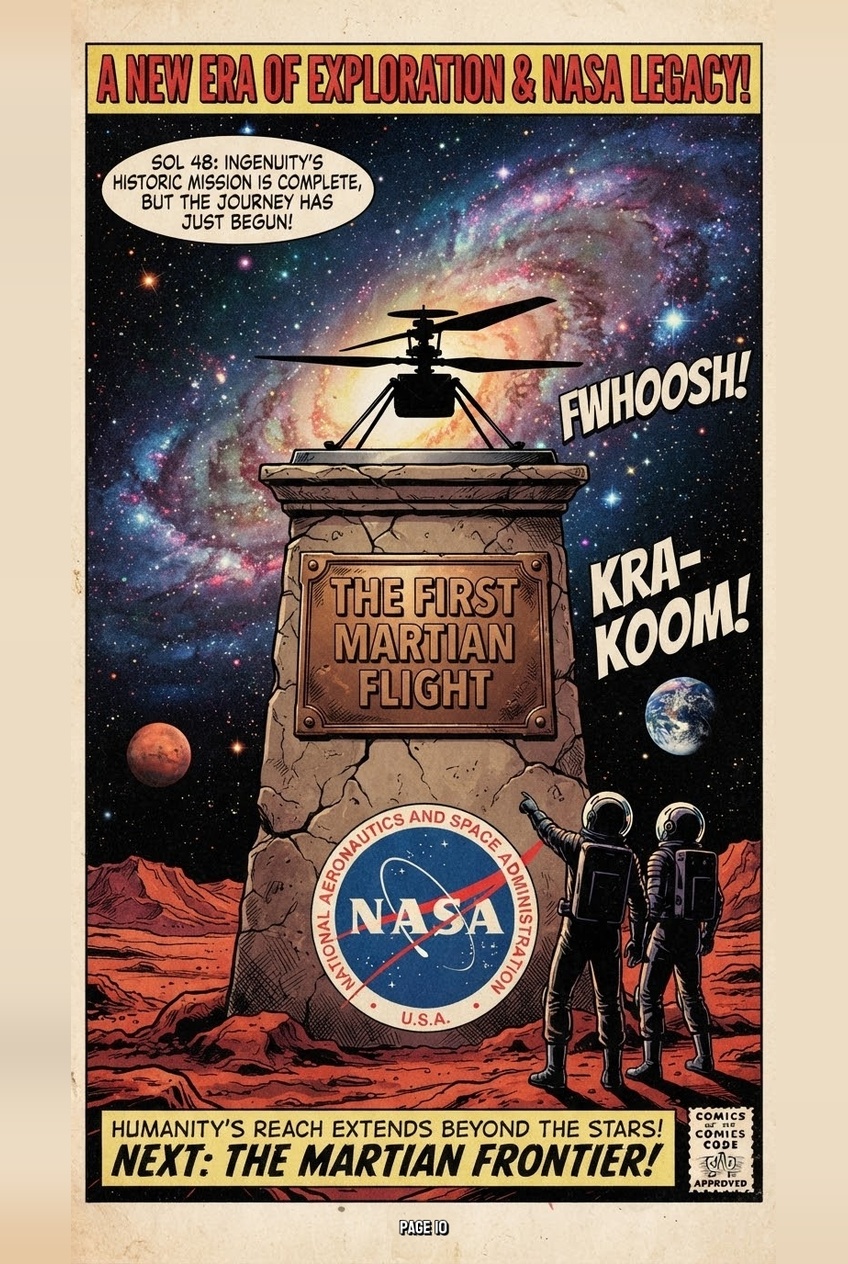 A NEW ERA OF EXPLORATION & NASA LEGACY!
SOL 48: INGENUITY'S
HISTORIC MISSION IS COMPLETE,
BUT THE JOURNEY HAS
JUST BEGUN!
FWHOOSH!
KRA-
KOOM!
THE FIRST
MARTIAN
FLIGHT
NATIONAL AERONAUTICS AND SPACE ADMINISTRATION
NASA
U.S.A.
HUMANITY'S REACH EXTENDS BEYOND THE STARS!
NEXT: THE MARTIAN FRONTIER!
COMICS
COMICS
CODE
APPROVED
PAGE 10